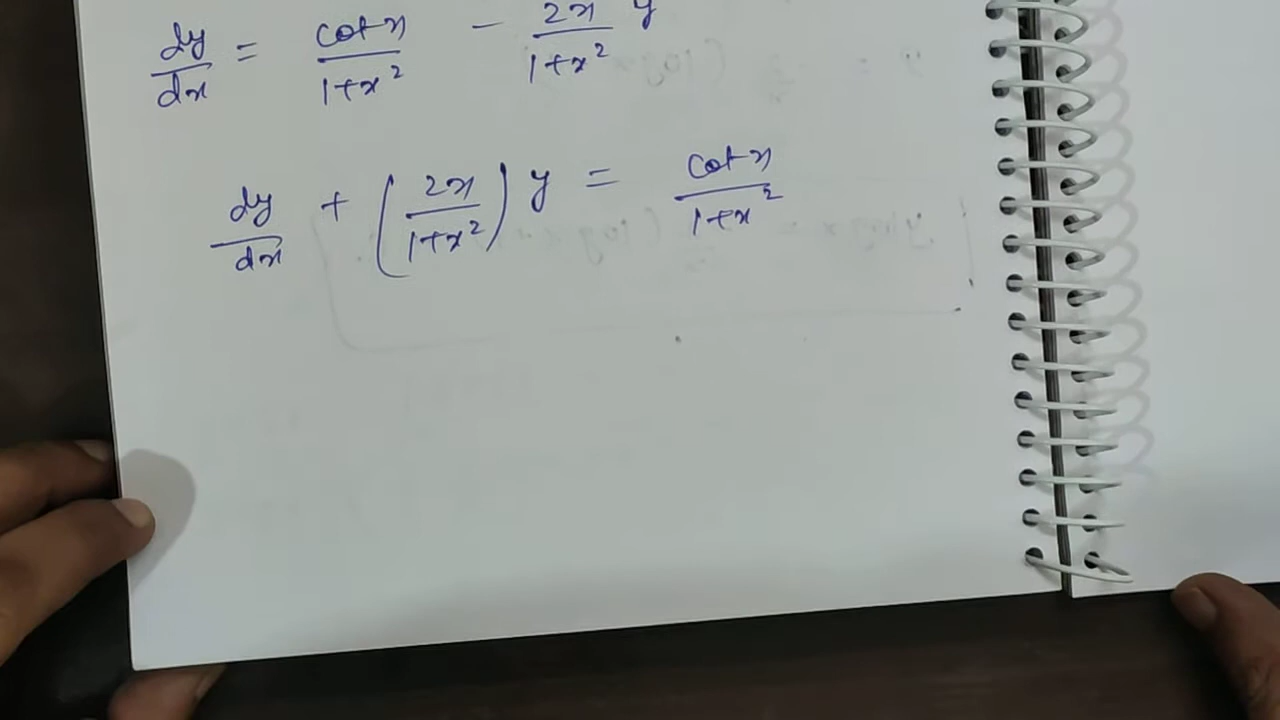 dy/dx = cot x/1+x² - 2x/1+x² y
dy/dx + (2x/1+x²) y = cot x/1+x²